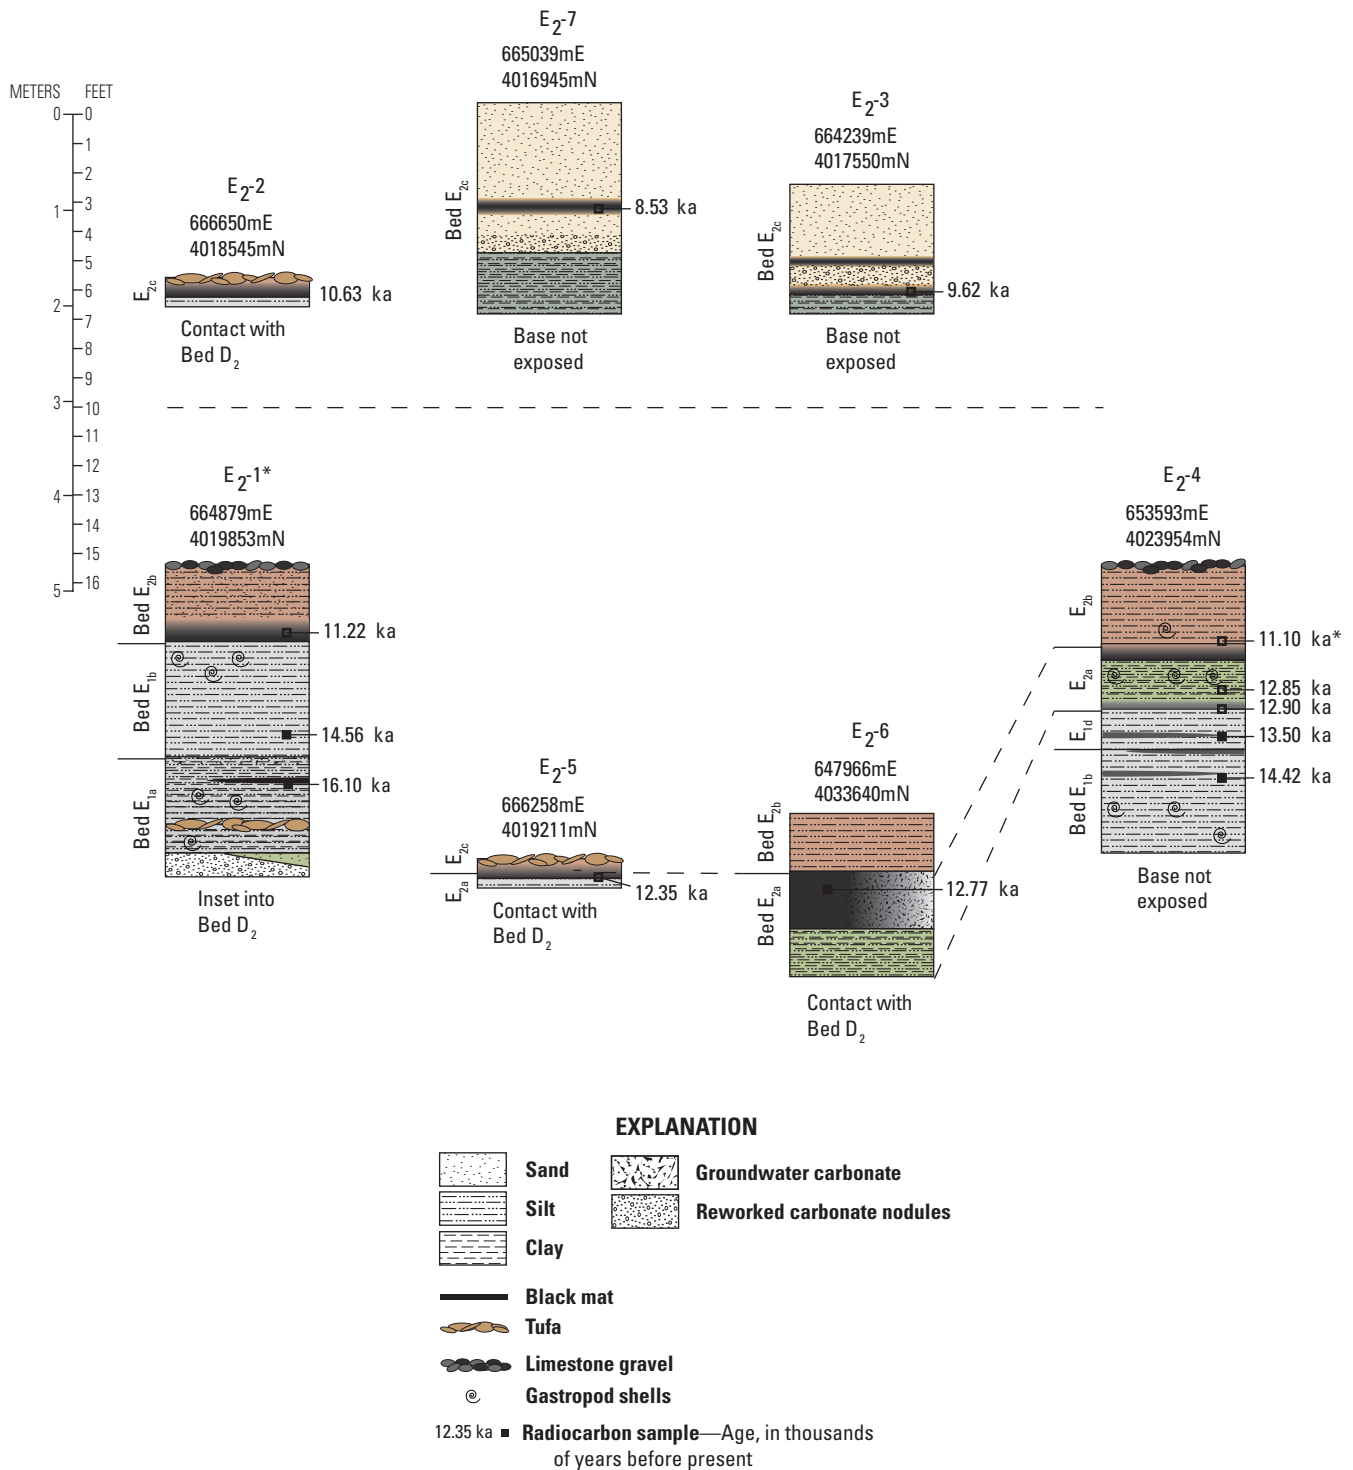 METERS FEET
0
1
2
3
4
5
0
1
2
3
4
5
6
7
8
9
10
11
12
13
14
15
16
E2-2
666650mE
4018545mN
E2c
10.63 ka
Contact with
Bed D2
E2-7
665039mE
4016945mN
Bed E2c
8.53 ka
Base not
exposed
E2-3
664239mE
4017550mN
Bed E2c
9.62 ka
Base not
exposed
E2-1*
664879mE
4019853mN
Bed E2b
Bed E1b
Bed E1a
11.22 ka
14.56 ka
16.10 ka
Inset into
Bed D2
E2-5
666258mE
4019211mN
E2c
E2a
12.35 ka
Contact with
Bed D2
E2-6
647966mE
4033640mN
Bed E2b
Bed E2a
12.77 ka
Contact with
Bed D2
E2-4
653593mE
4023954mN
E2b
E2a
E1d
Bed E1b
11.10 ka*
12.85 ka
12.90 ka
13.50 ka
14.42 ka
Base not
exposed
EXPLANATION
Sand
Silt
Clay
Groundwater carbonate
Reworked carbonate nodules
Black mat
Tufa
Limestone gravel
Gastropod shells
12.35 ka Radiocarbon sample—Age, in thousands
of years before present